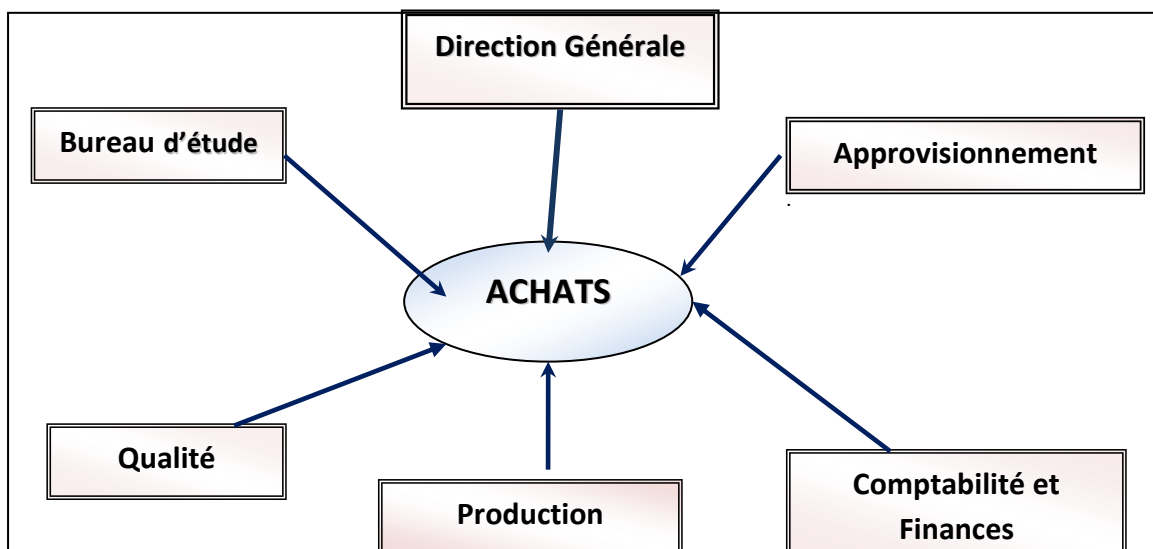 Direction Générale
Bureau d'étude
Approvisionnement
.
ACHATS
Qualité
Production
Comptabilité et
Finances